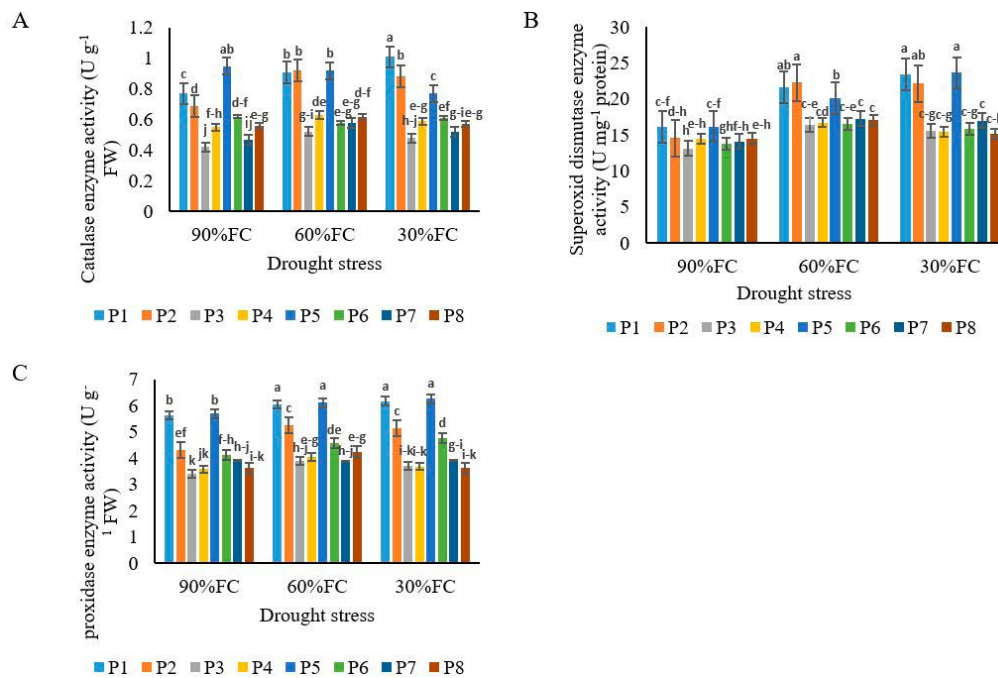 A
Catalase enzyme activity (U g-1
FW)
1.2
1
0.8
0.6
0.4
0.2
0
c d j f-h ab d-f ij e-g
b b g-i de b e-g e-g d-f
a b h-j e-g c ef g-i e-g
90%FC 60%FC 30%FC
Drought stress
P1 P2 P3 P4 P5 P6 P7 P8
B
Superoxid dismutase enzyme
activity (U mg-1 protein)
30
25
20
15
10
5
0
c-f d-h h e-h c-f gh f-h e-h
ab a c-e cd b c-e c c
a ab c-g c-g a c-g c
90%FC 60%FC 30%FC
Drought stress
P1 P2 P3 P4 P5 P6 P7 P8
C
proxidase enzyme activity (U g-
1 FW)
7
6
5
4
3
2
1
0
b ef k jk b f-h h-j i-k
a c h-j e-g a de h-j e-g
a c i-k i-k a d g-i i-k
90%FC 60%FC 30%FC
Drought stress
P1 P2 P3 P4 P5 P6 P7 P8